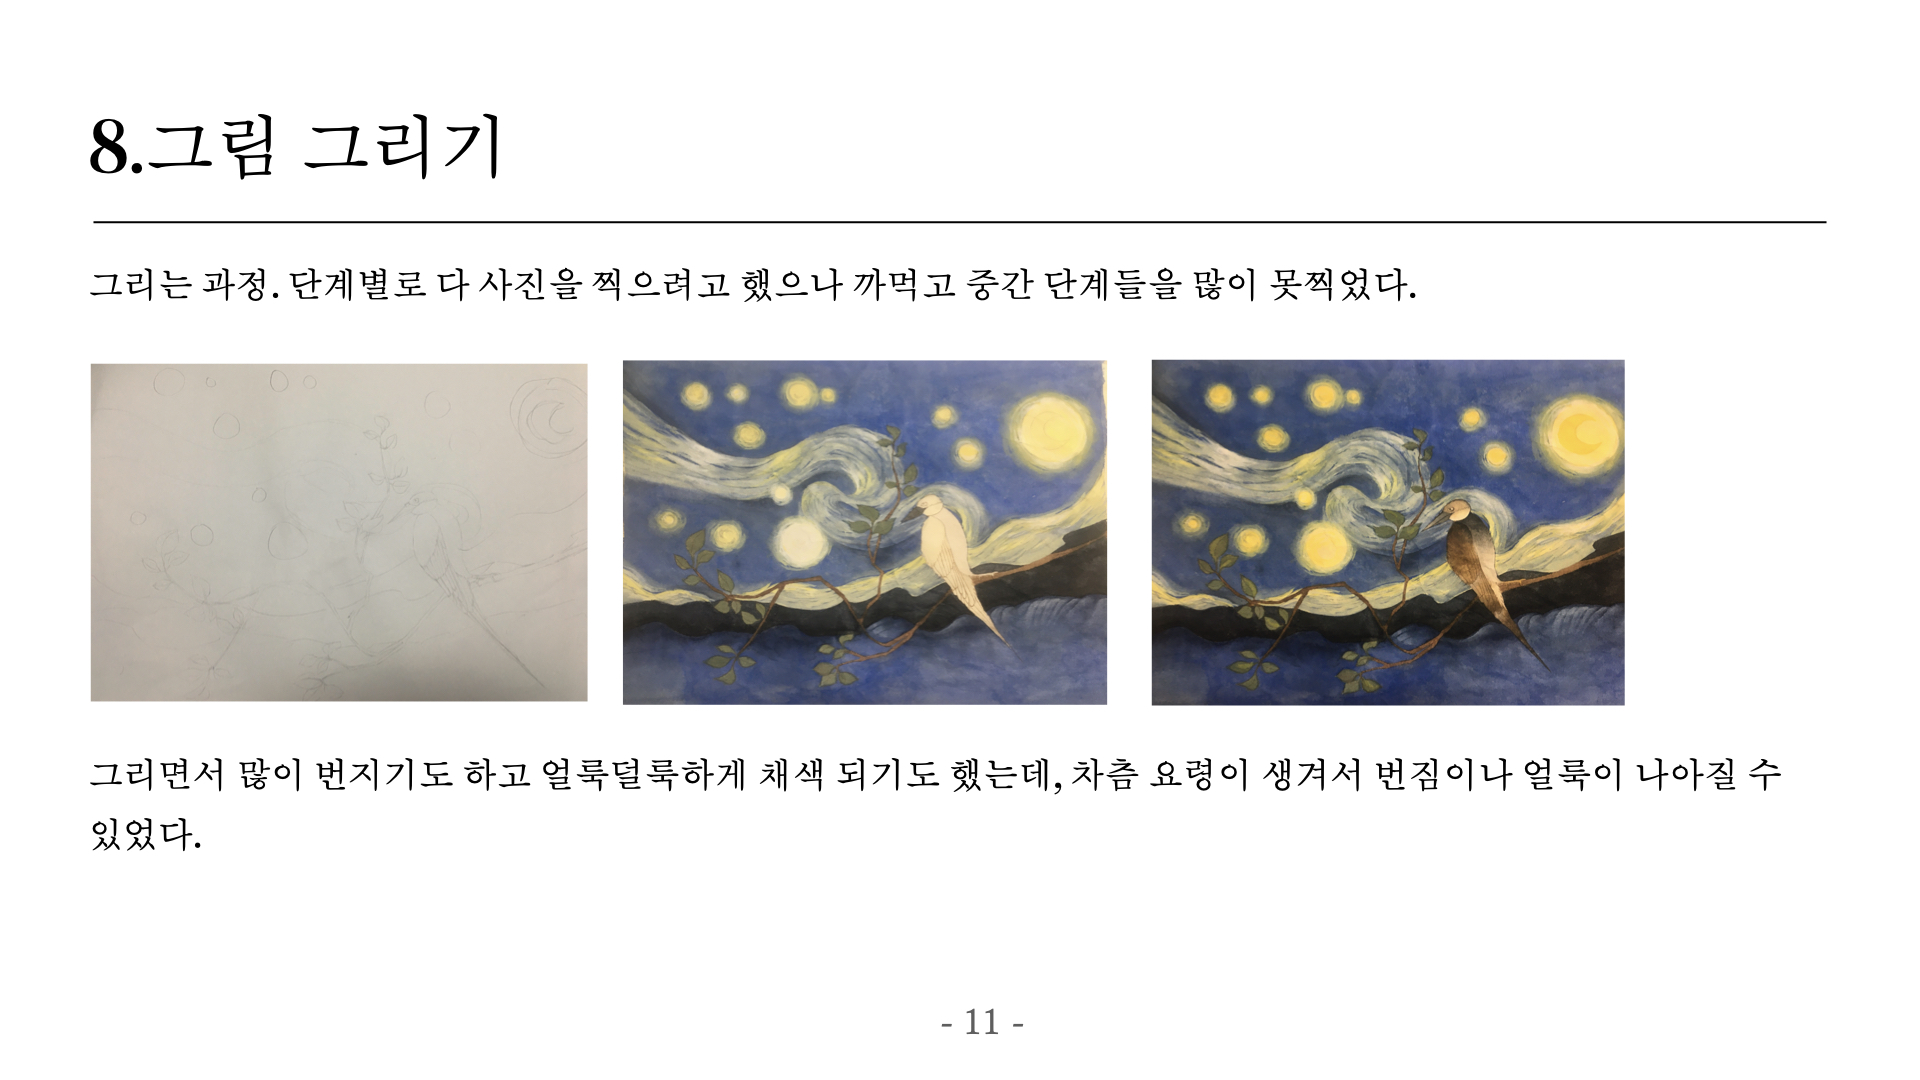 8.그림 그리기
그리는 과정. 단계별로 다 사진을 찍으려고 했으나 까먹고 중간 단계들을 많이 못찍었다.
그리면서 많이 번지기도 하고 얼룩덜룩하게 채색 되기도 했는데, 차츰 요령이 생겨서 번짐이나 얼룩이 나아질 수
있었다.
- 11 -